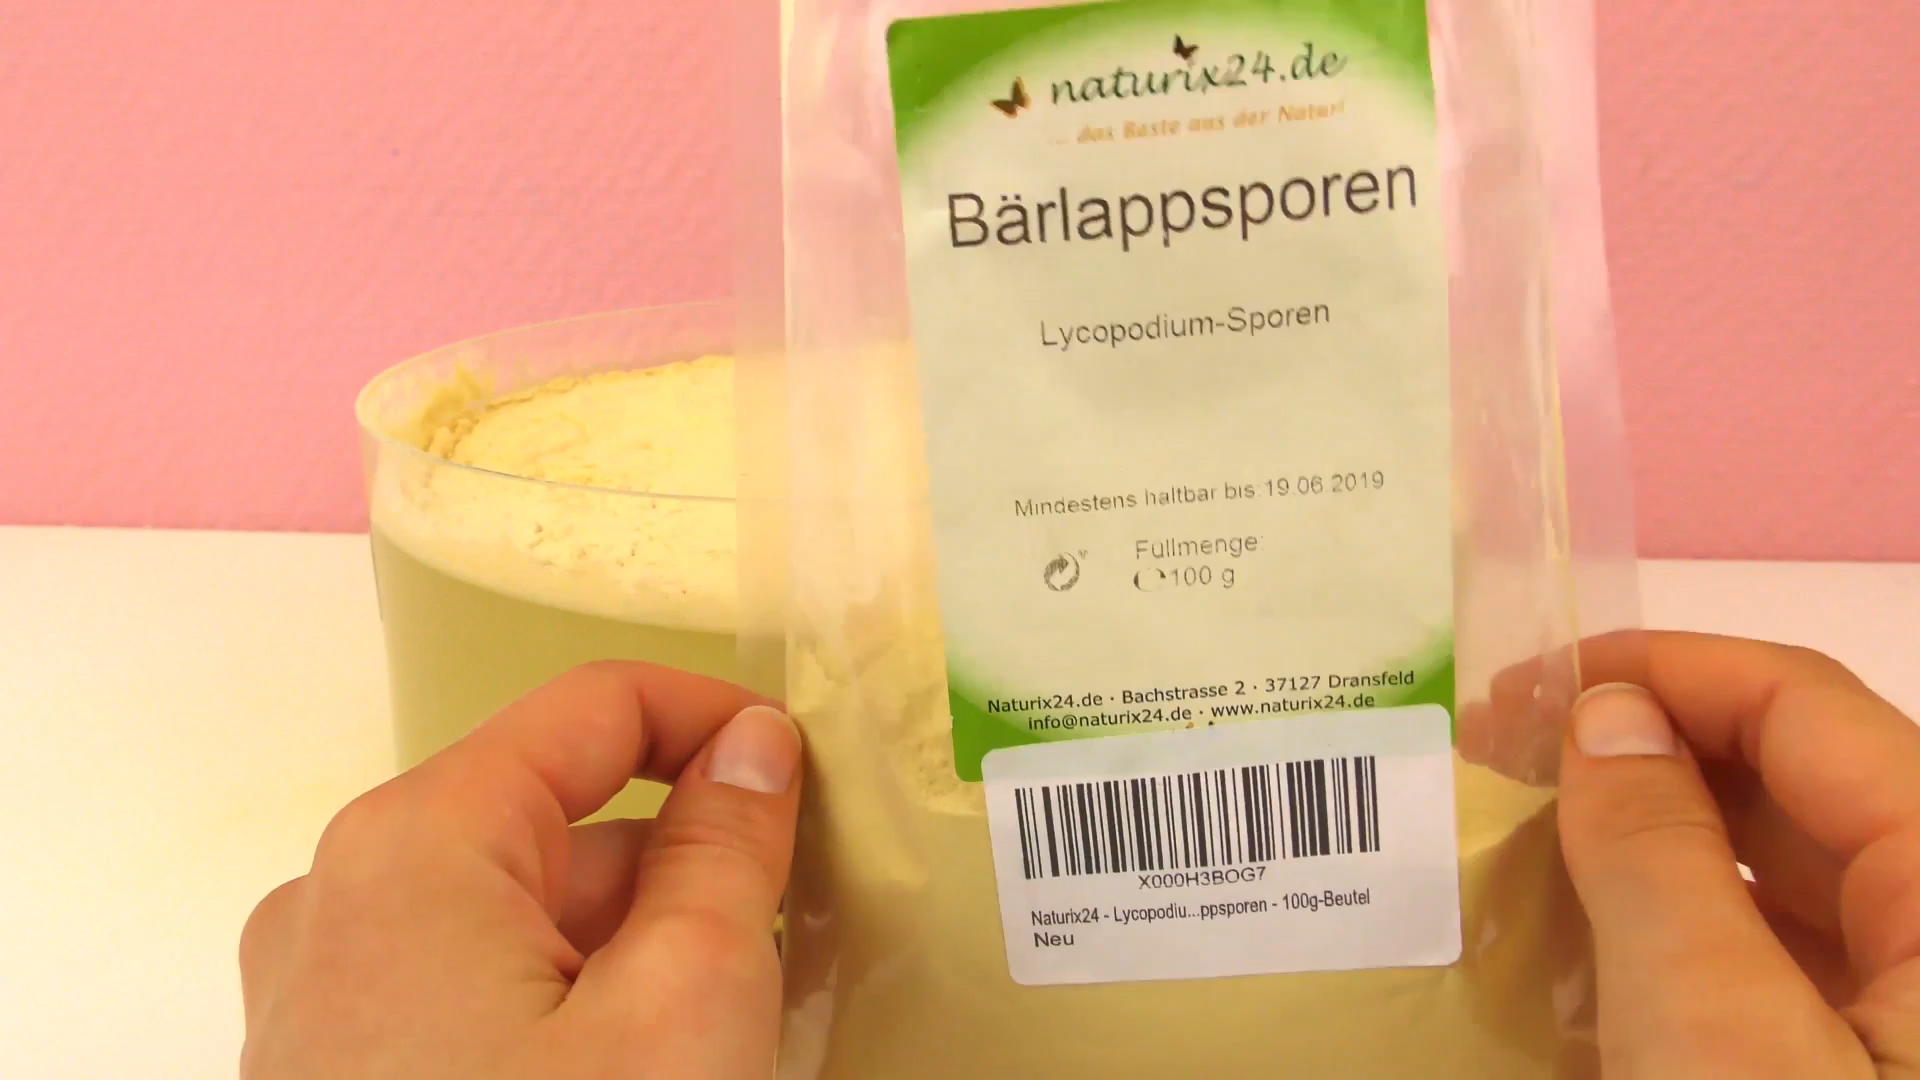 naturix24.de
... das Beste aus der Natur!
Bärlappsporen
Lycopodium-Sporen
Mindestens haltbar bis: 19.06.2019
Füllmenge:
100 g
Naturix24.de · Bachstrasse 2 · 37127 Dransfeld
info@naturix24.de · www.naturix24.de
X000H3BOG7
Naturix24 - Lycopodiu...ppsporen - 100g-Beutel
Neu